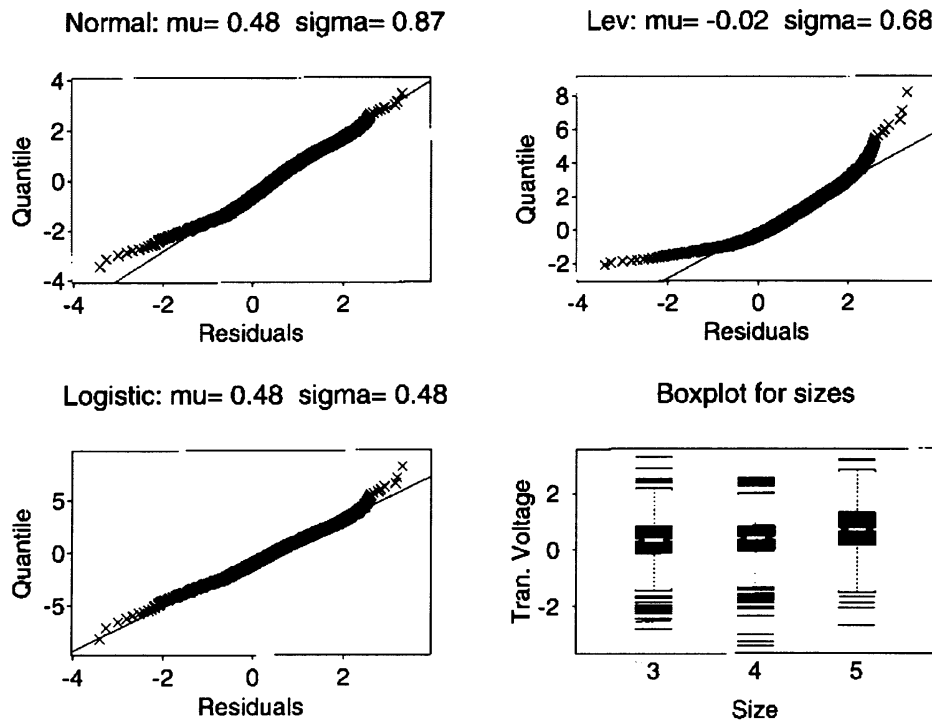 Normal: mu= 0.48 sigma= 0.87
Quantile
4
2
0
-2
-4
-4 -2 0 2
Residuals
Lev: mu= -0.02 sigma= 0.68
Quantile
8
6
4
2
0
-2
-4 -2 0 2
Residuals
Logistic: mu= 0.48 sigma= 0.48
Quantile
5
0
-5
-4 -2 0 2
Residuals
Boxplot for sizes
Tran. Voltage
2
0
-2
3 4 5
Size